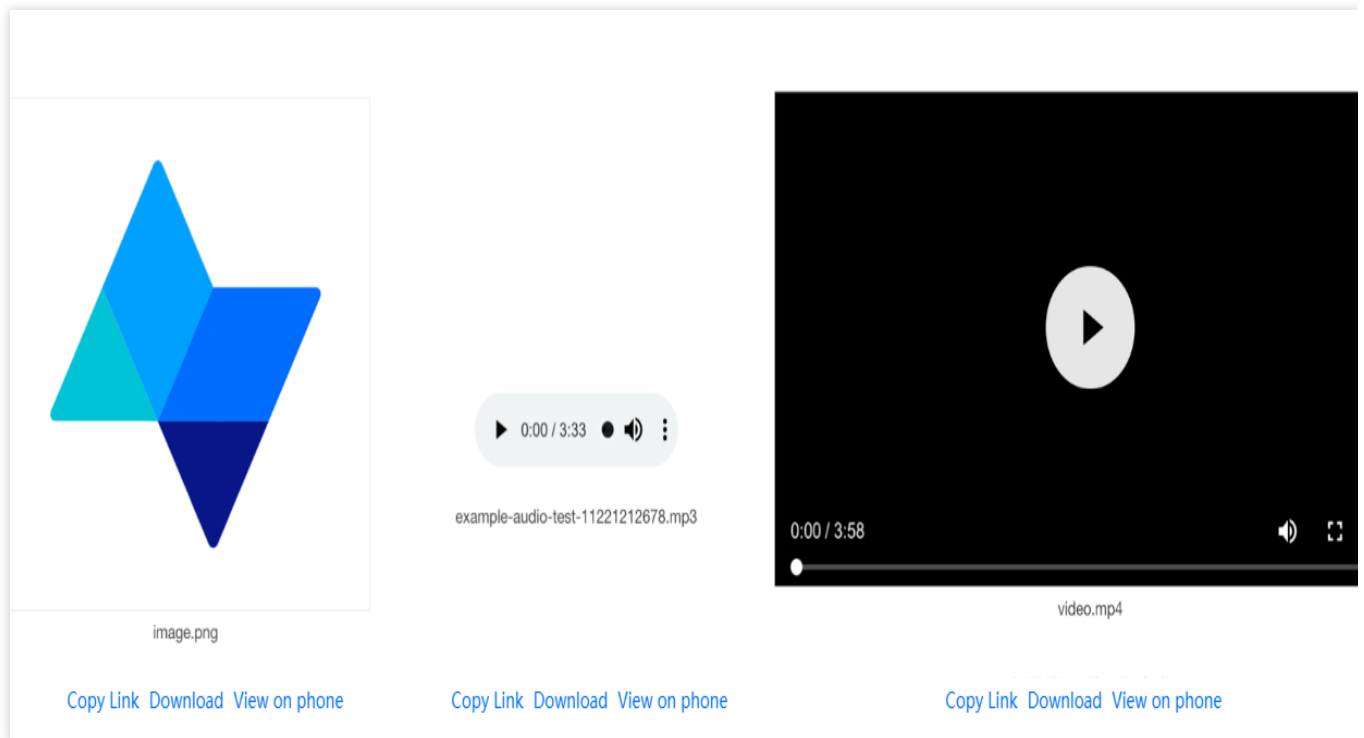 0:00 / 3:33
example-audio-test-11221212678.mp3
0:00 / 3:58
video.mp4
image.png
Copy Link Download View on phone
Copy Link Download View on phone
Copy Link Download View on phone